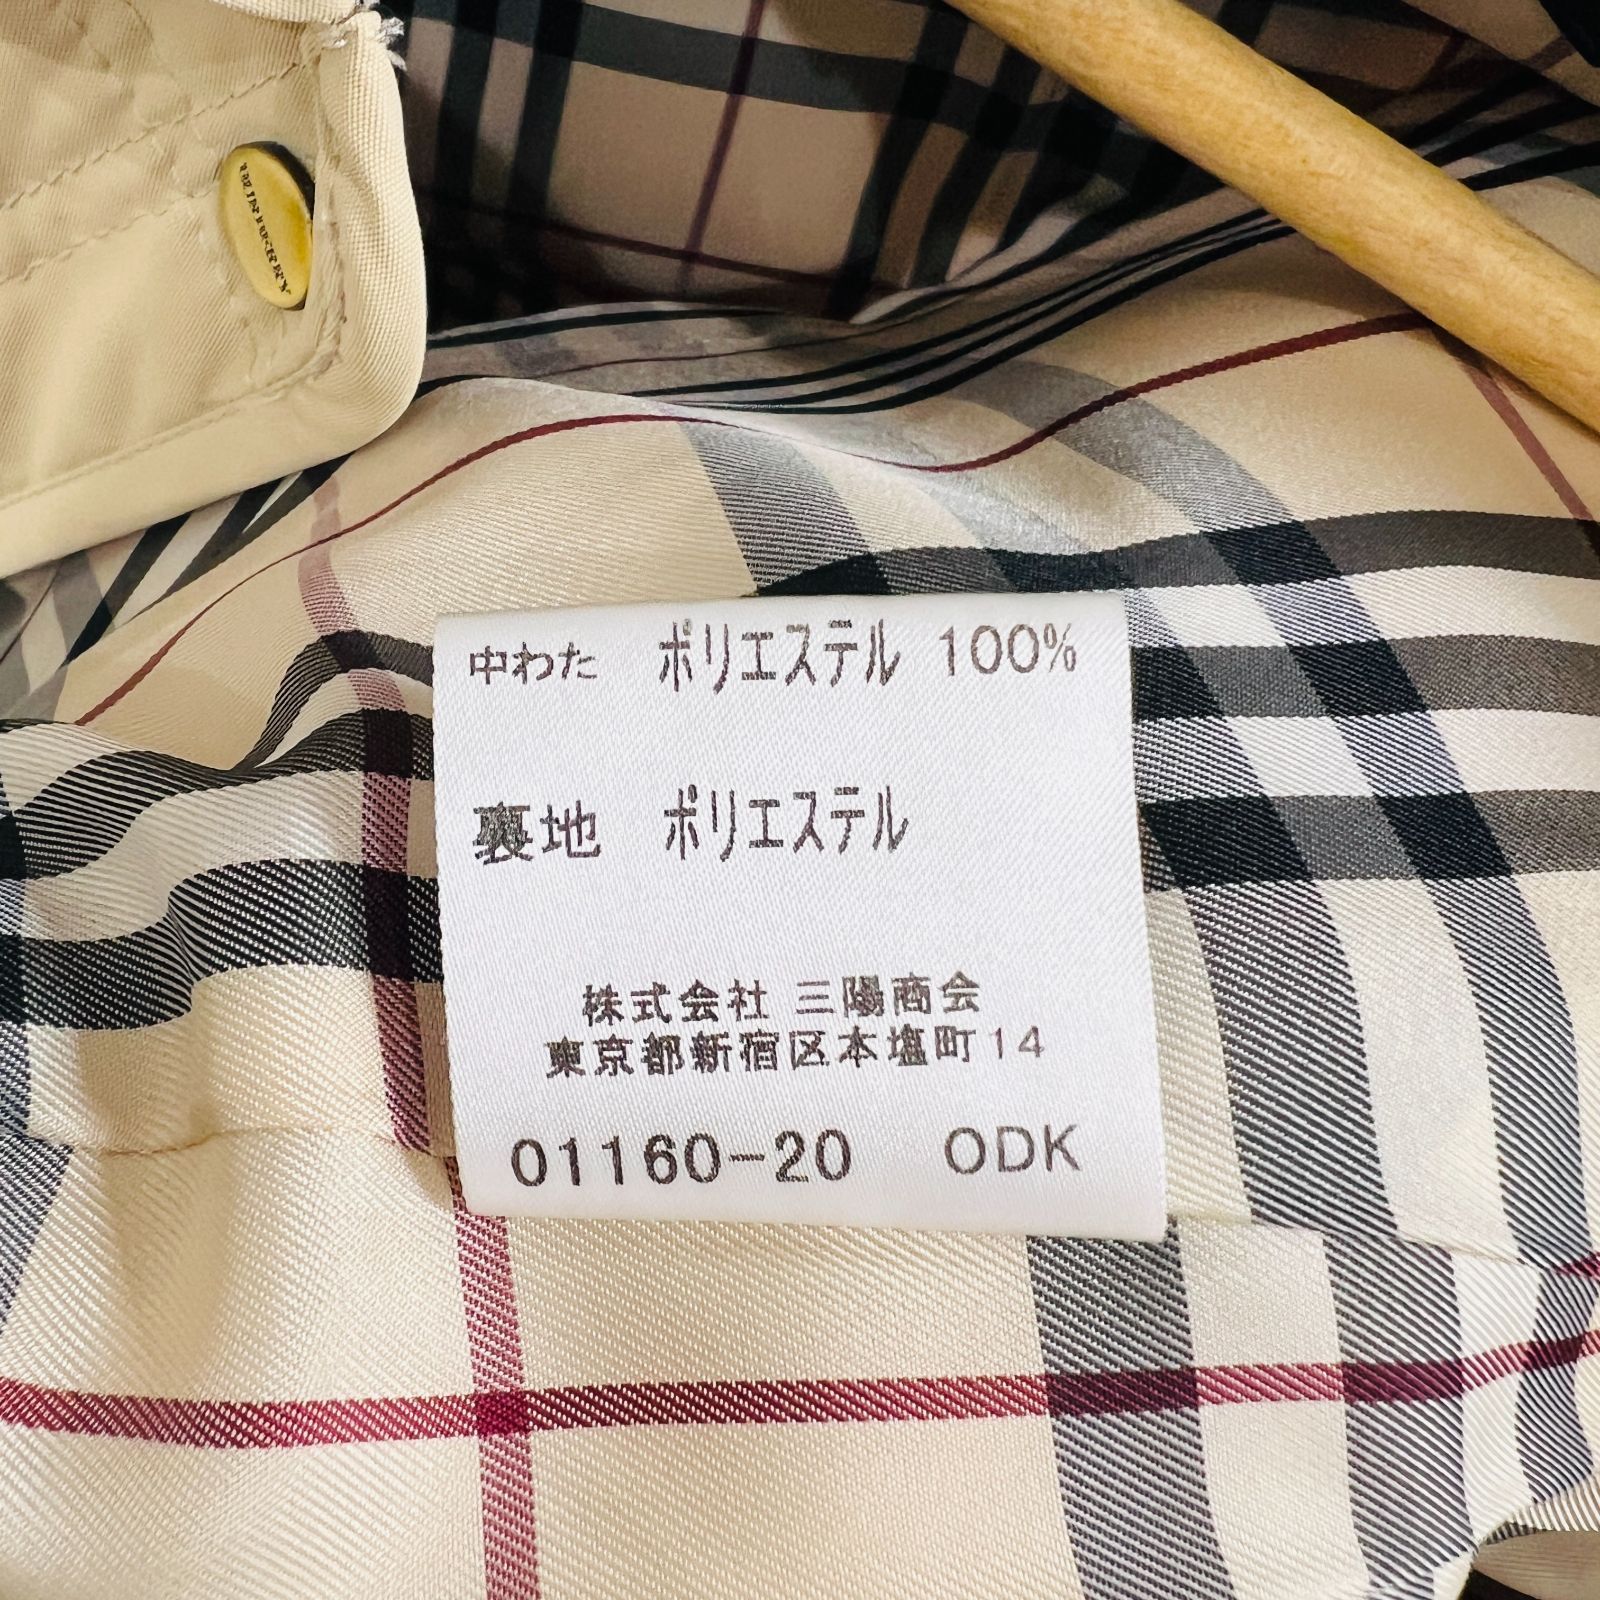 BURBERRY
中わた ポリエステル 100%
裏地 ポリエステル
株式会社 三陽商会
東京都新宿区本塩町14
01160-20 ODK